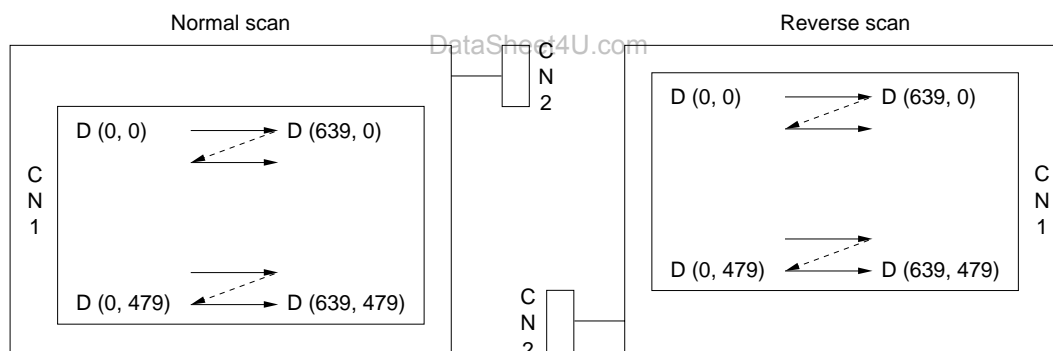 Normal scan
Reverse scan
DataSheet4U.com
C
N
2
D (0, 0)
D (639, 0)
C
N
1
D (0, 479)
D (639, 479)
D (0, 0)
D (639, 0)
C
N
1
D (0, 479)
D (639, 479)
C
N
2